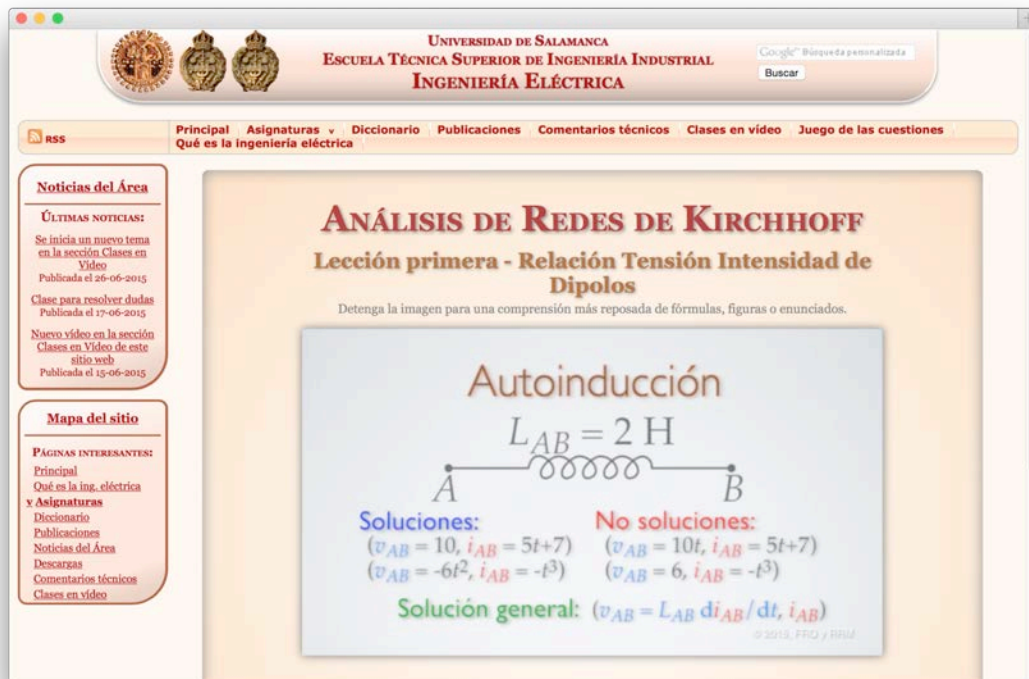 UNIVERSIDAD DE SALAMANCA
ESCUELA TÉCNICA SUPERIOR DE INGENIERÍA INDUSTRIAL
INGENIERÍA ELÉCTRICA
Google™ Búsqueda personalizada
Buscar
RSS
Principal Asignaturas v Diccionario Publicaciones Comentarios técnicos Clases en vídeo Juego de las cuestiones
Qué es la ingeniería eléctrica
Noticias del Área
ÚLTIMAS NOTICIAS:
Se inicia un nuevo tema
en la sección Clases en
Vídeo
Publicada el 26-06-2015
Clase para resolver dudas
Publicada el 17-06-2015
Nuevo vídeo en la sección
Clases en Vídeo de este
sitio web
Publicada el 15-06-2015
Mapa del sitio
PÁGINAS INTERESANTES:
Principal
Qué es la ing. eléctrica
v Asignaturas
Diccionario
Publicaciones
Noticias del Área
Descargas
Comentarios técnicos
Clases en vídeo
ANÁLISIS DE REDES DE KIRCHHOFF
Lección primera - Relación Tensión Intensidad de
Dipolos
Detenga la imagen para una comprensión más reposada de fórmulas, figuras o enunciados.
Autoinducción
L_AB = 2 H
A B
Soluciones: No soluciones:
(v_AB = 10, i_AB = 5t+7) (v_AB = 10t, i_AB = 5t+7)
(v_AB = -6t², i_AB = -t³) (v_AB = 6, i_AB = -t³)
Solución general: (v_AB = L_AB di_AB/dt, i_AB)
© 2015, FRO y RRM